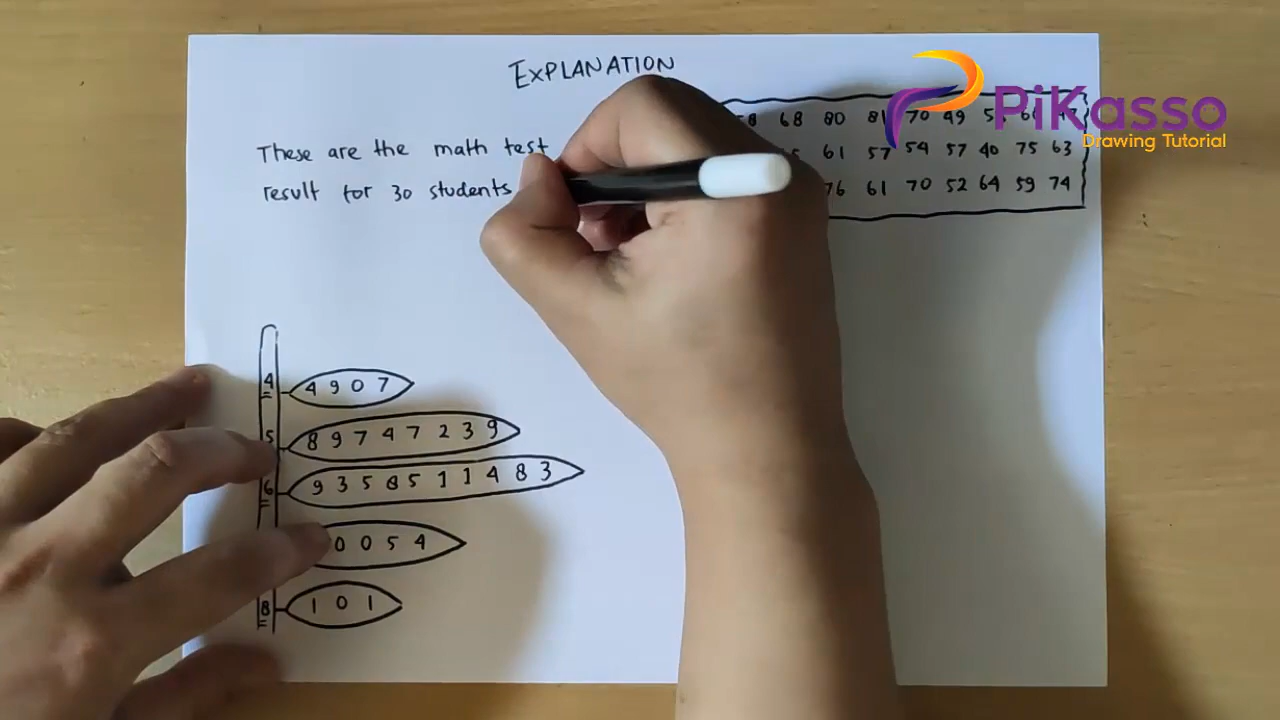 EXPLANATION
PiKasso
Drawing Tutorial
68 80 81 70 49
These are the math test
61 57 54 57 40 75 63
result for 30 students
76 61 70 52 64 59 74
4 4 9 0 7
5 8 9 7 4 7 2 3 9
6 9 3 5 8 5 1 1 4 8 3
0 0 5 4
8 1 0 1